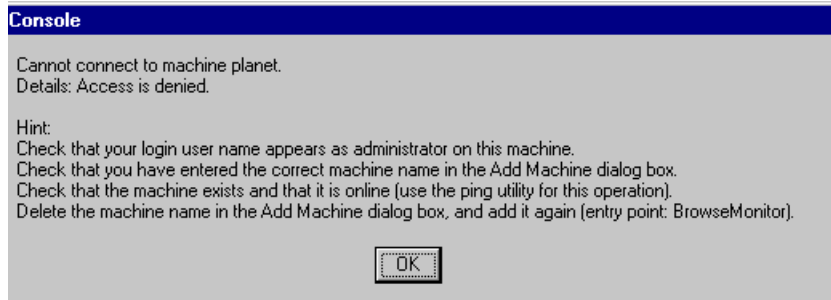 Console
Cannot connect to machine planet.
Details: Access is denied.
Hint:
Check that your login user name appears as administrator on this machine.
Check that you have entered the correct machine name in the Add Machine dialog box.
Check that the machine exists and that it is online (use the ping utility for this operation).
Delete the machine name in the Add Machine dialog box, and add it again (entry point: BrowseMonitor).
OK